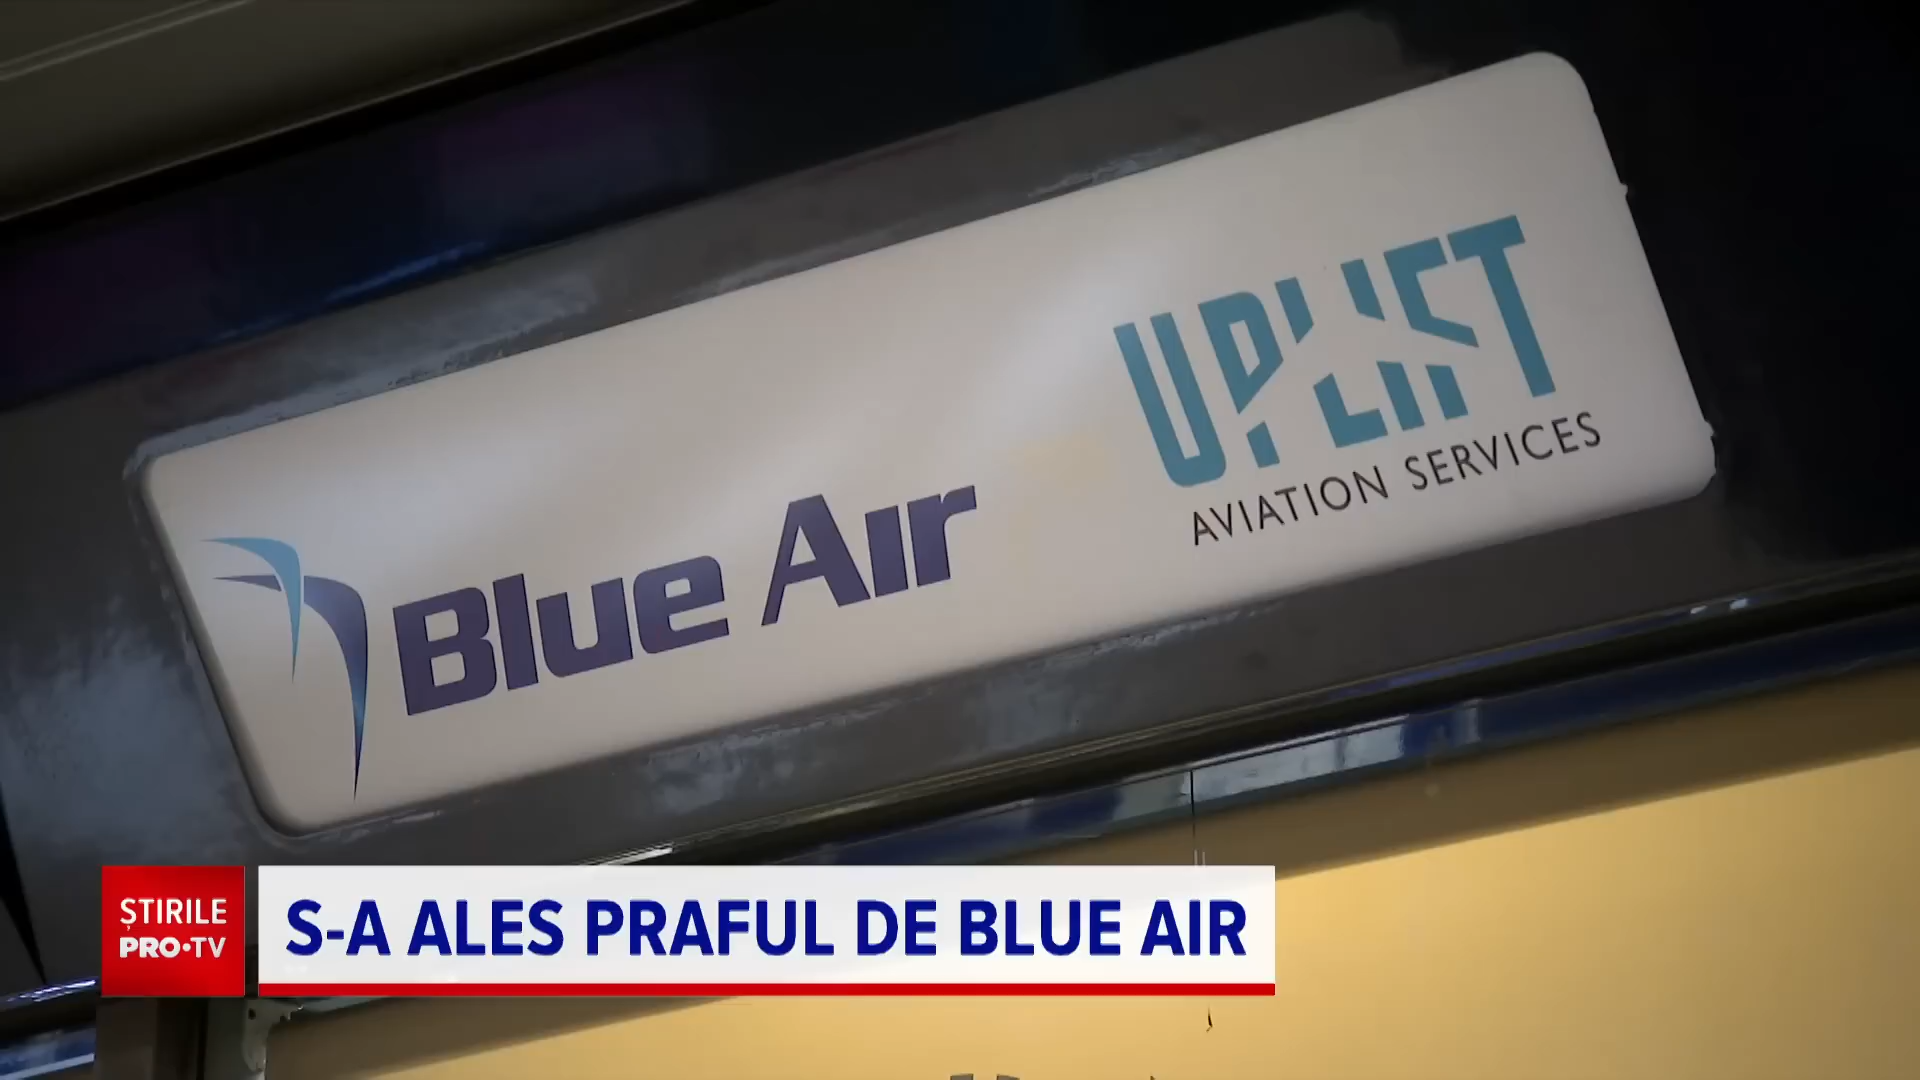 Blue Air
UPLIFT
AVIATION SERVICES
ȘTIRILE
PRO•TV
S-A ALES PRAFUL DE BLUE AIR